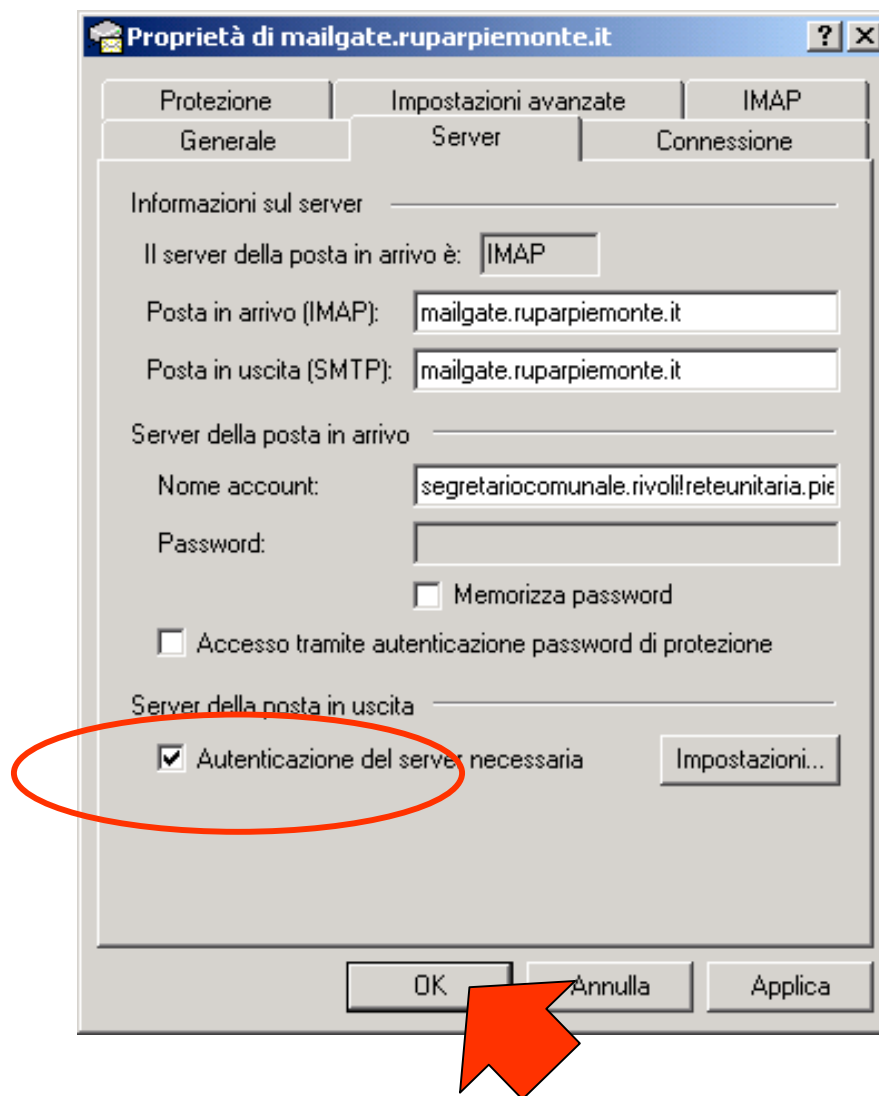 Proprietà di mailgate.ruparpiemonte.it
Protezione Impostazioni avanzate IMAP
Generale Server Connessione
Informazioni sul server
Il server della posta in arrivo è: IMAP
Posta in arrivo (IMAP): mailgate.ruparpiemonte.it
Posta in uscita (SMTP): mailgate.ruparpiemonte.it
Server della posta in arrivo
Nome account: segretariocomunale.rivoli!reteunitaria.pie
Password:
Memorizza password
Accesso tramite autenticazione password di protezione
Server della posta in uscita
Autenticazione del server necessaria Impostazioni...
OK Annulla Applica